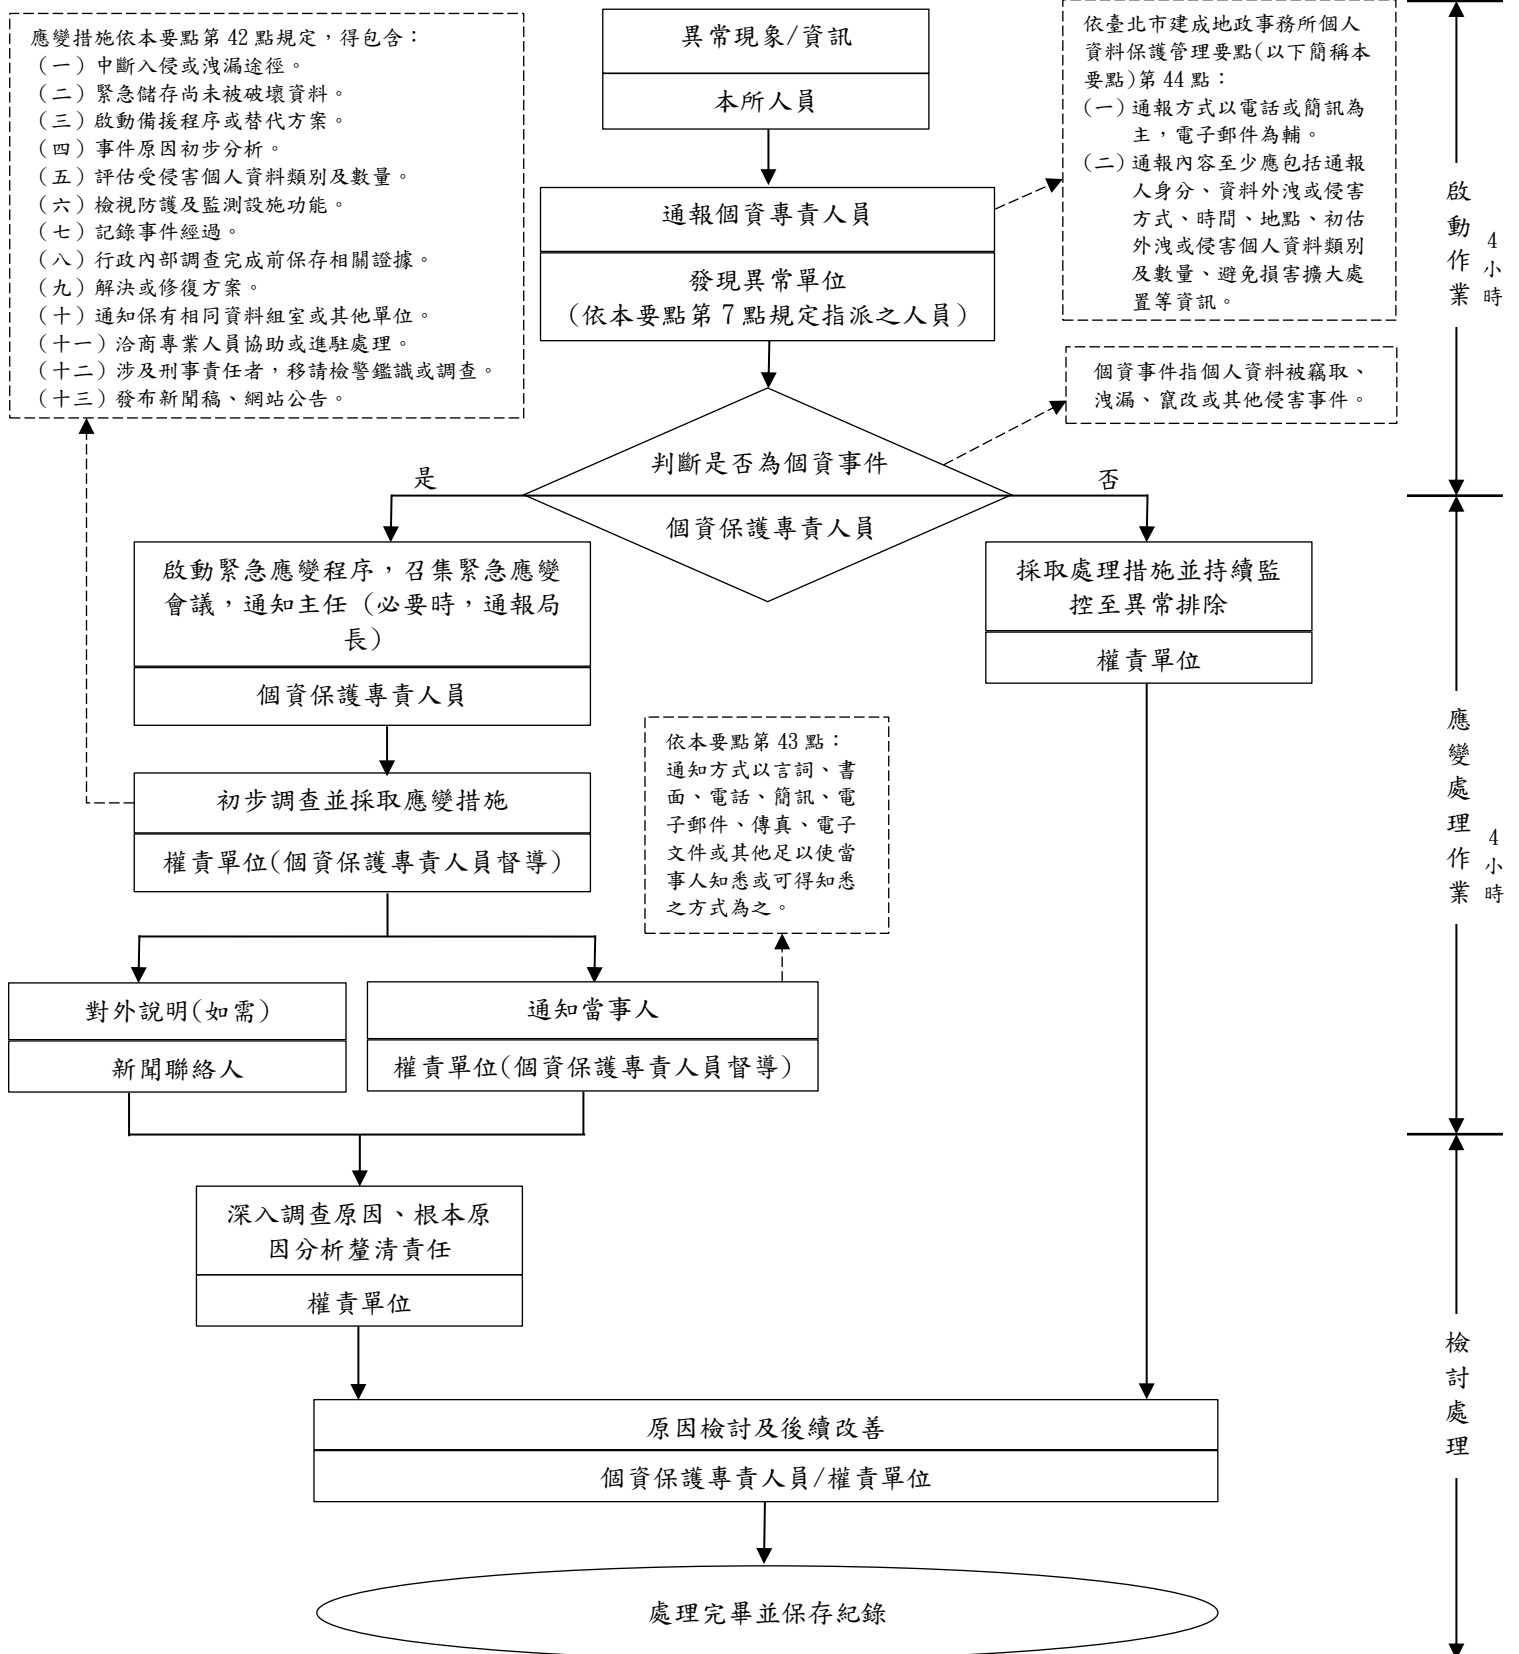 應變措施依本要點第 42 點規定，得包含：
（一）中斷入侵或洩漏途徑。
（二）緊急儲存尚未被破壞資料。
（三）啟動備援程序或替代方案。
（四）事件原因初步分析。
（五）評估受侵害個人資料類別及數量。
（六）檢視防護及監測設施功能。
（七）記錄事件經過。
（八）行政內部調查完成前保存相關證據。
（九）解決或修復方案。
（十）通知保有相同資料組室或其他單位。
（十一）洽商專業人員協助或進駐處理。
（十二）涉及刑事責任者，移請檢警鑑識或調查。
（十三）發布新聞稿、網站公告。
異常現象/資訊
本所人員
依臺北市建成地政事務所個人
資料保護管理要點(以下簡稱本
要點)第 44 點：
(一)通報方式以電話或簡訊為
主，電子郵件為輔。
(二)通報內容至少應包括通報
人身分、資料外洩或侵害
方式、時間、地點、初估
外洩或侵害個人資料類別
及數量、避免損害擴大處
置等資訊。
通報個資專責人員
發現異常單位
(依本要點第 7 點規定指派之人員)
啟動作業
4小時
個資事件指個人資料被竊取、
洩漏、竄改或其他侵害事件。
判斷是否為個資事件
個資保護專責人員
是
否
啟動緊急應變程序，召集緊急應變
會議，通知主任（必要時，通報局
長）
個資保護專責人員
採取處理措施並持續監
控至異常排除
權責單位
初步調查並採取應變措施
權責單位(個資保護專責人員督導)
依本要點第 43 點：
通知方式以言詞、書
面、電話、簡訊、電
子郵件、傳真、電子
文件或其他足以使當
事人知悉或可得知悉
之方式為之。
應變處理作業
4小時
對外說明(如需)
新聞聯絡人
通知當事人
權責單位(個資保護專責人員督導)
深入調查原因、根本原
因分析釐清責任
權責單位
檢討處理
原因檢討及後續改善
個資保護專責人員/權責單位
處理完畢並保存紀錄